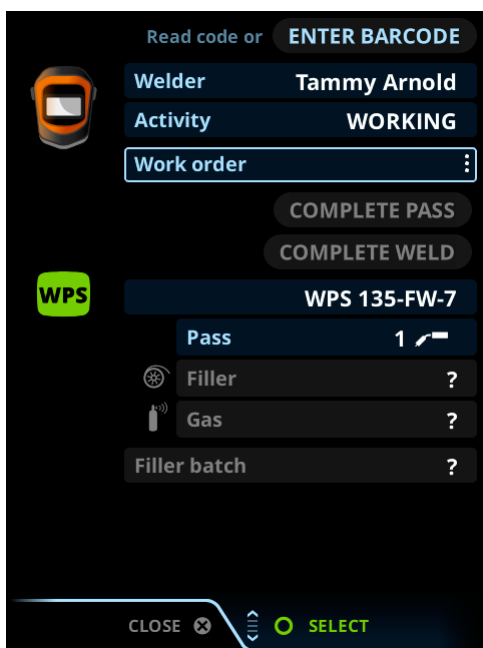 Read code or ENTER BARCODE
Welder Tammy Arnold
Activity WORKING
Work order
COMPLETE PASS
COMPLETE WELD
WPS WPS 135-FW-7
Pass 1
Filler ?
Gas ?
Filler batch ?
CLOSE SELECT